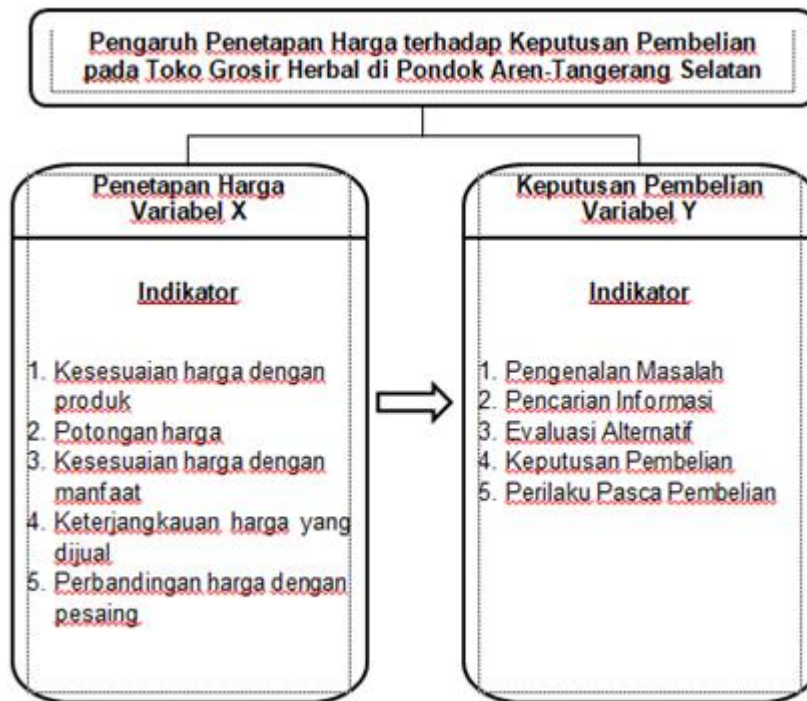 Pengaruh Penetapan Harga terhadap Keputusan Pembelian
pada Toko Grosir Herbal di Pondok Aren-Tangerang Selatan
Penetapan Harga
Variabel X
Indikator
1. Kesesuaian harga dengan
produk
2. Potongan harga
3. Kesesuaian harga dengan
manfaat
4. Keterjangkauan harga yang
dijual
5. Perbandingan harga dengan
pesaing
Keputusan Pembelian
Variabel Y
Indikator
1. Pengenalan Masalah
2. Pencarian Informasi
3. Evaluasi Alternatif
4. Keputusan Pembelian
5. Perilaku Pasca Pembelian